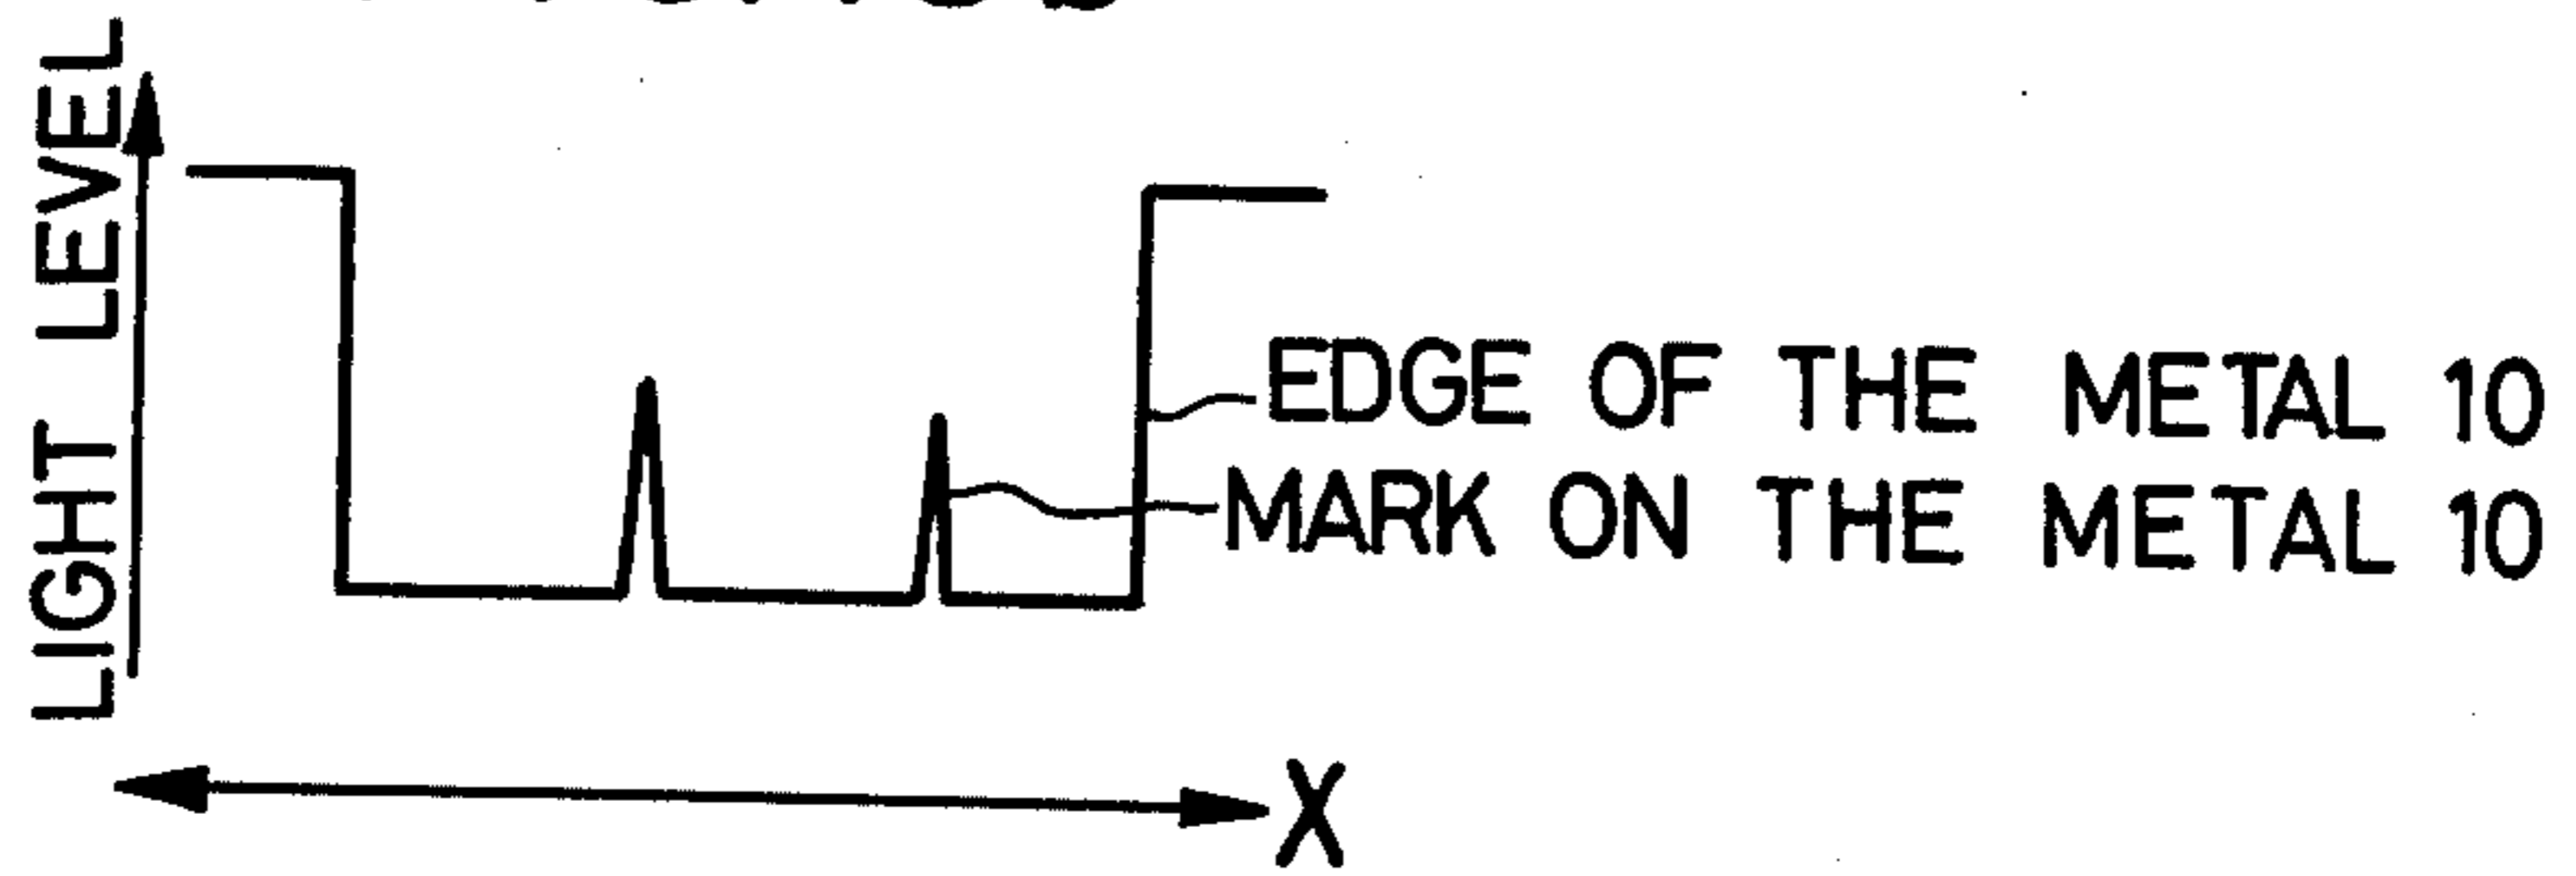 LIGHT LEVEL
EDGE OF THE METAL 10
MARK ON THE METAL 10
X